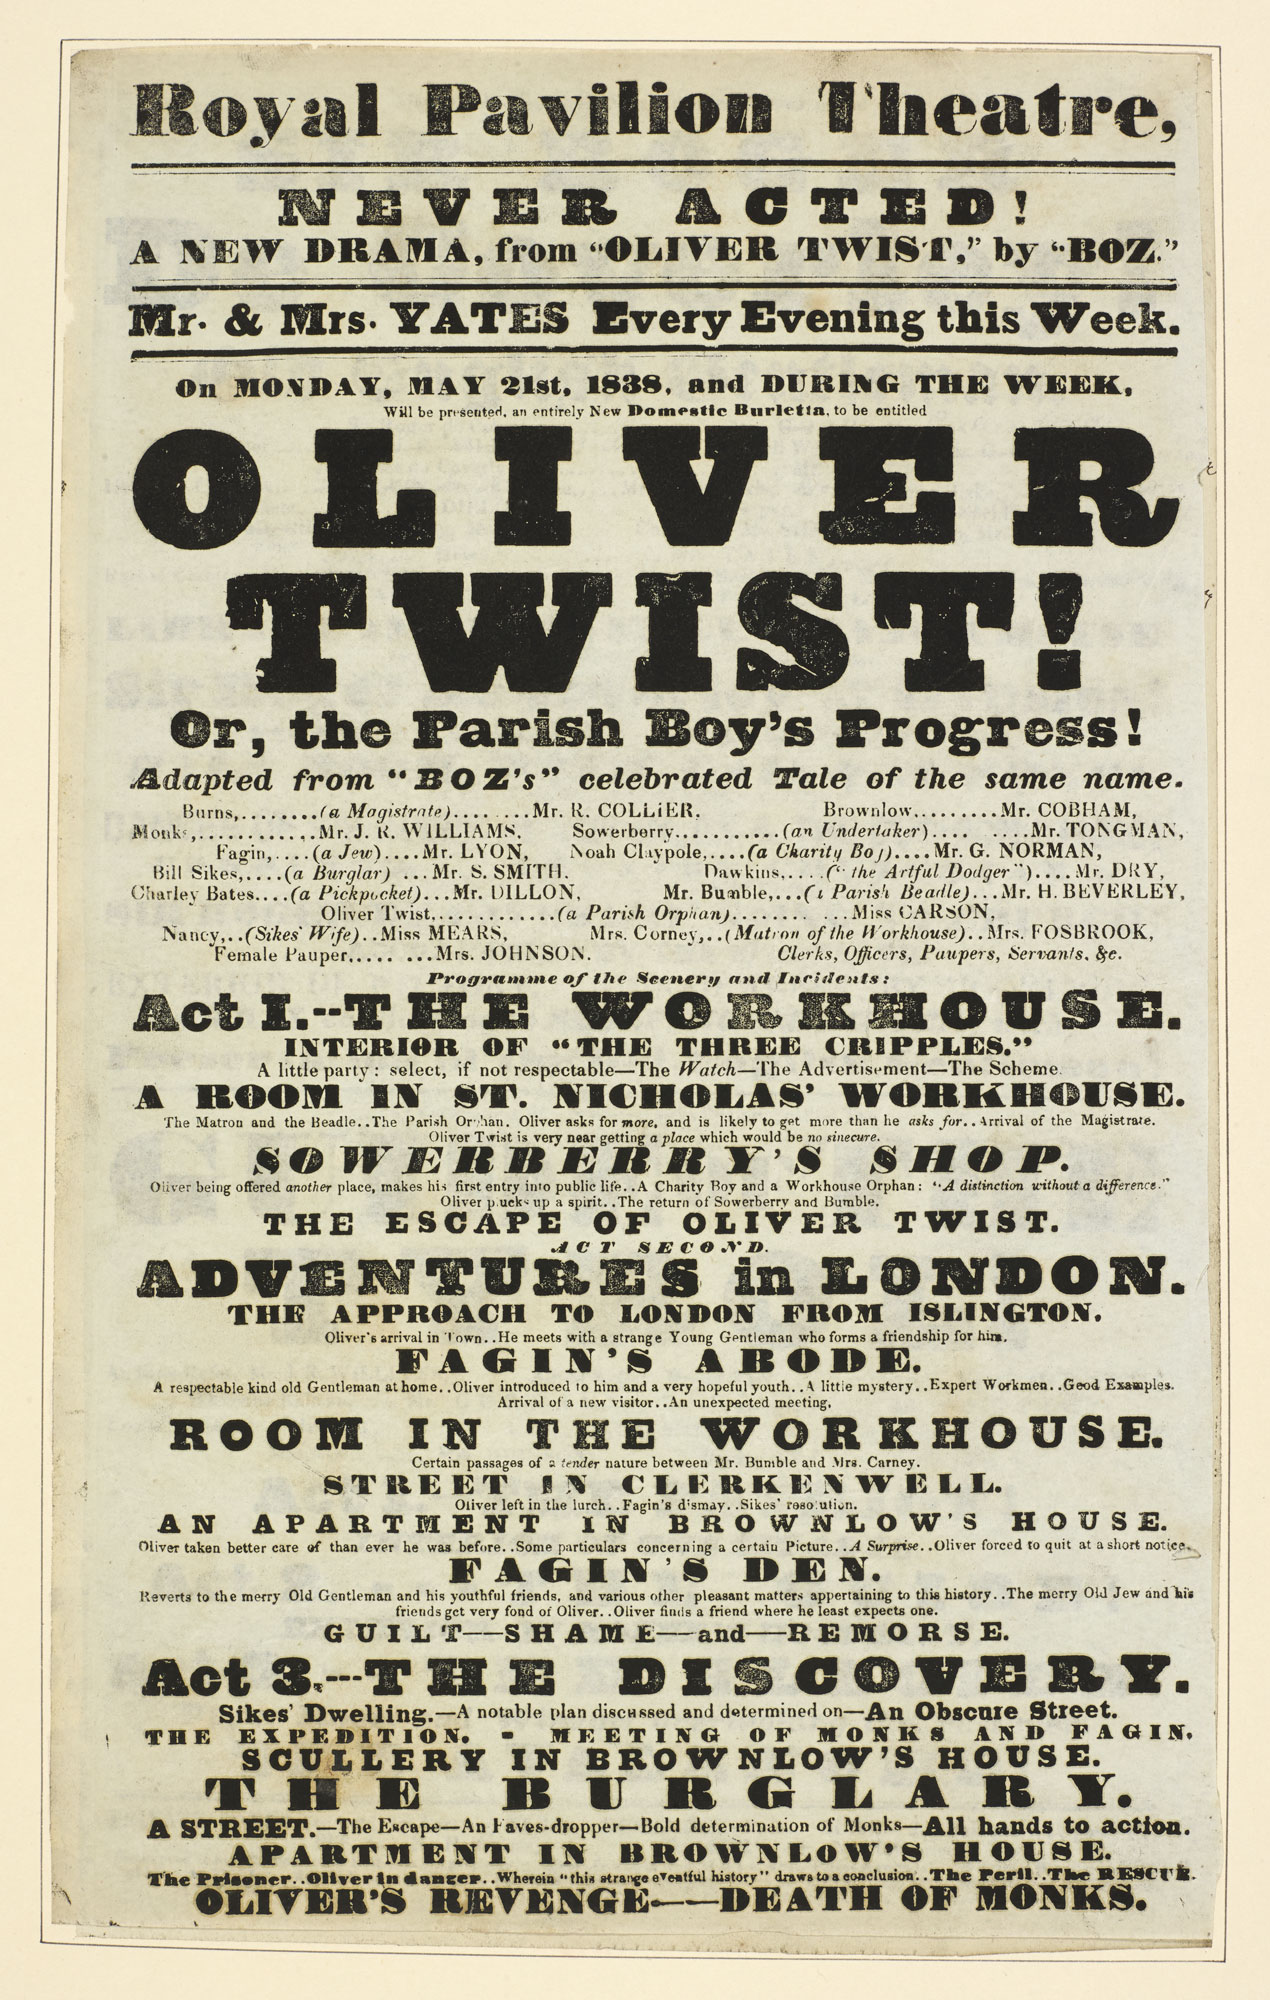 Royal Pavilion Theatre,
NEVER ACTED!
A NEW DRAMA, from "OLIVER TWIST," by "BOZ."
Mr. & Mrs. YATES Every Evening this Week.
On MONDAY, MAY 21st, 1838, and DURING THE WEEK,
Will be presented, an entirely New Domestic Burletta, to be entitled
OLIVER
TWIST!
Or, the Parish Boy's Progress!
Adapted from "BOZ's" celebrated Tale of the same name.
Burns,........(a Magistrate)........Mr. R. COLLIER, Brownlow.........Mr. COBHAM,
Monks,............Mr. J. R. WILLIAMS, Sowerberry..........(an Undertaker).... ....Mr. TONGMAN,
Fagin,....(a Jew)....Mr. LYON, Noah Claypole,....(a Charity Boy)....Mr. G. NORMAN,
Bill Sikes,....(a Burglar) ...Mr. S. SMITH. Dawkins,....(" the Artful Dodger")....Mr. DRY,
Charley Bates....(a Pickpocket)...Mr. DILLON, Mr. Bumble,...(a Parish Beadle)...Mr. H. BEVERLEY,
Oliver Twist,............(a Parish Orphan)........ ...Miss CARSON,
Nancy,..(Sikes' Wife)..Miss MEARS, Mrs. Corney,..(Matron of the Workhouse)..Mrs. FOSBROOK,
Female Pauper,.... ...Mrs. JOHNSON. Clerks, Officers, Paupers, Servants, &c.
Programme of the Scenery and Incidents:
Act I.--THE WORKHOUSE.
INTERIOR OF "THE THREE CRIPPLES."
A little party: select, if not respectable—The Watch—The Advertisement—The Scheme.
A ROOM IN ST. NICHOLAS' WORKHOUSE.
The Matron and the Beadle..The Parish Orphan. Oliver asks for more, and is likely to get more than he asks for..Arrival of the Magistrate.
Oliver Twist is very near getting a place which would be no sinecure.
SOWERBERRY'S SHOP.
Oliver being offered another place, makes his first entry into public life..A Charity Boy and a Workhouse Orphan: "A distinction without a difference."
Oliver plucks up a spirit..The return of Sowerberry and Bumble.
THE ESCAPE OF OLIVER TWIST.
ACT SECOND.
ADVENTURES in LONDON.
THE APPROACH TO LONDON FROM ISLINGTON.
Oliver's arrival in Town..He meets with a strange Young Gentleman who forms a friendship for him.
FAGIN'S ABODE.
A respectable kind old Gentleman at home..Oliver introduced to him and a very hopeful youth..A little mystery..Expert Workmen..Good Examples.
Arrival of a new visitor..An unexpected meeting,
ROOM IN THE WORKHOUSE.
Certain passages of a tender nature between Mr. Bumble and Mrs. Carney.
STREET IN CLERKENWELL.
Oliver left in the lurch..Fagin's dismay..Sikes' resolution.
AN APARTMENT IN BROWNLOW'S HOUSE.
Oliver taken better care of than ever he was before..Some particulars concerning a certain Picture..A Surprise..Oliver forced to quit at a short notice.
FAGIN'S DEN.
Reverts to the merry Old Gentleman and his youthful friends, and various other pleasant matters appertaining to this history..The merry Old Jew and his
friends get very fond of Oliver..Oliver finds a friend where he least expects one.
GUILT—SHAME—and—REMORSE.
Act 3.---THE DISCOVERY.
Sikes' Dwelling.—A notable plan discussed and determined on—An Obscure Street.
THE EXPEDITION. - MEETING OF MONKS AND FAGIN.
SCULLERY IN BROWNLOW'S HOUSE.
THE BURGLARY.
A STREET.—The Escape—An Eaves-dropper—Bold determination of Monks—All hands to action.
APARTMENT IN BROWNLOW'S HOUSE.
The Prisoner..Oliver in danger..Wherein "this strange eventful history" draws to a conclusion..The Peril..The RESCUE.
OLIVER'S REVENGE——DEATH OF MONKS.